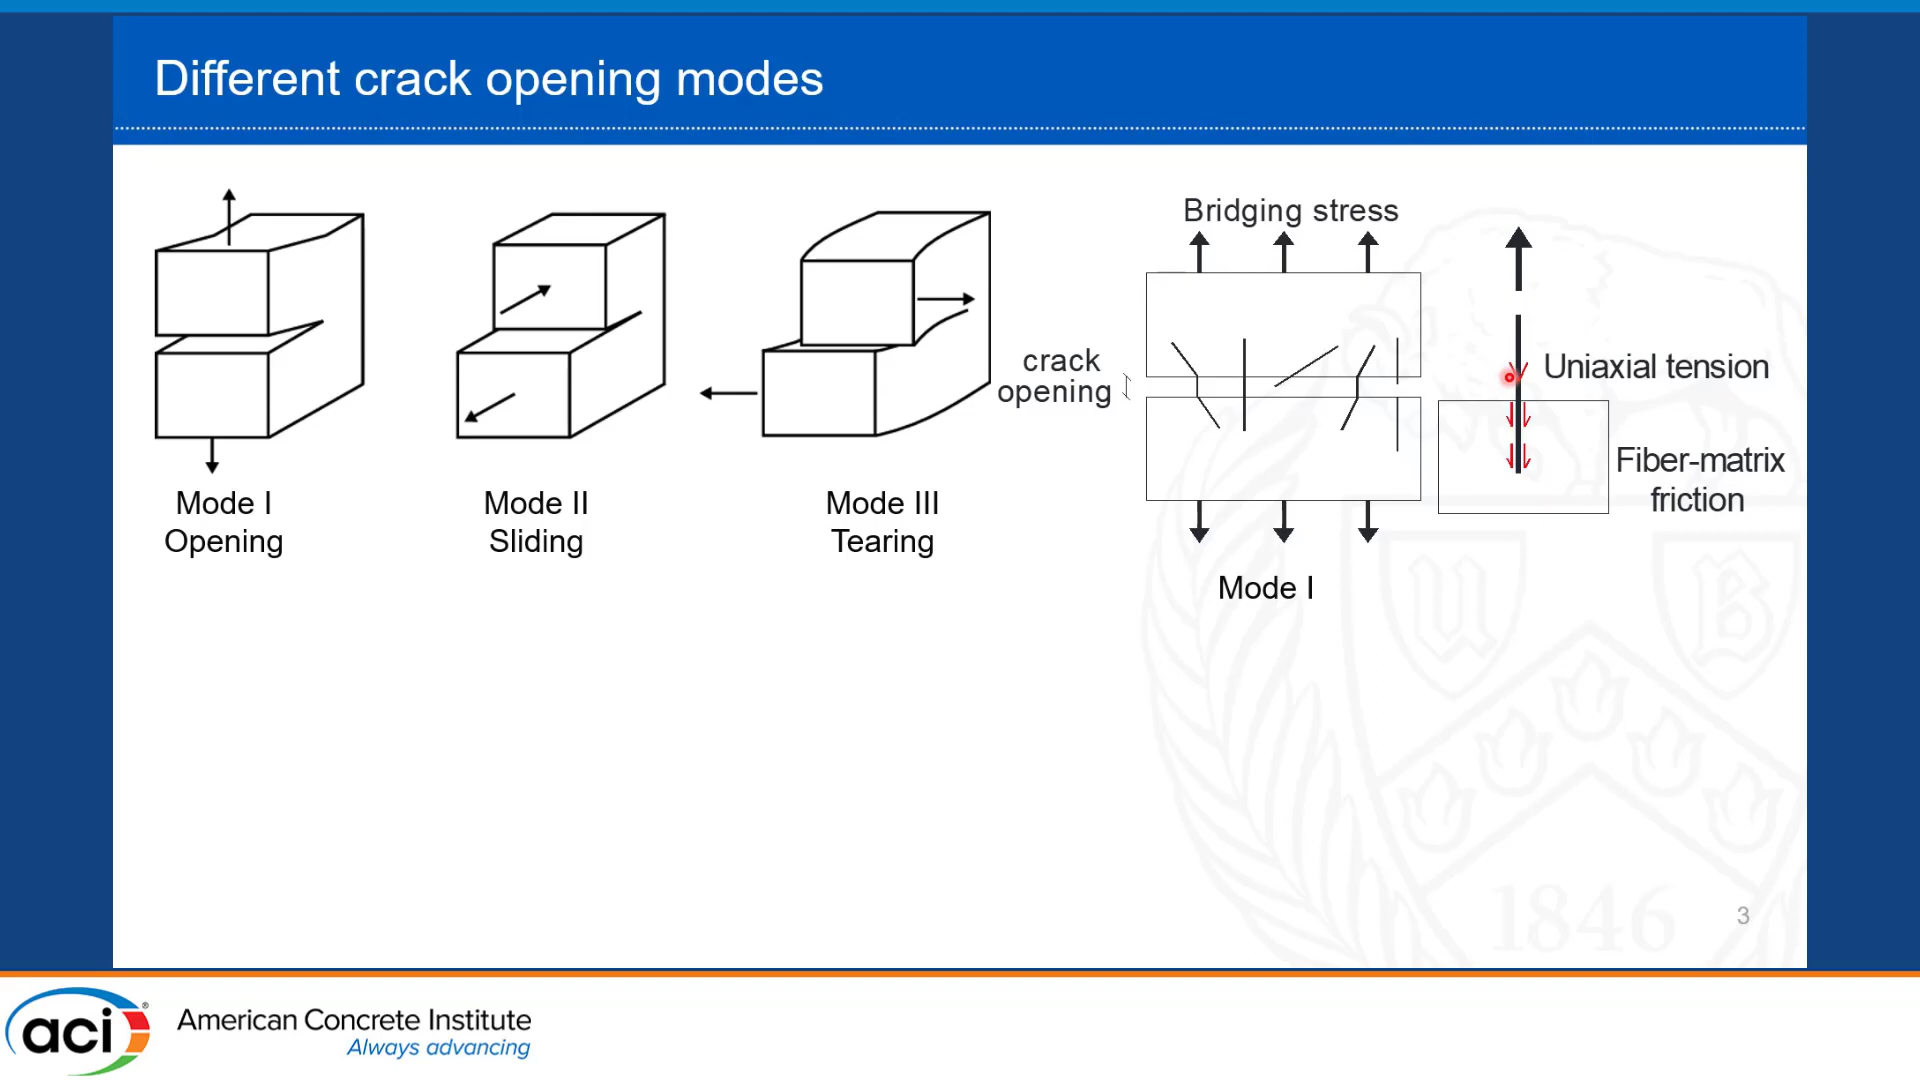 Different crack opening modes
Mode I
Opening
Mode II
Sliding
Mode III
Tearing
Bridging stress
crack
opening
Mode I
Uniaxial tension
Fiber-matrix
friction
U B
1846
3
aci®
American Concrete Institute
Always advancing